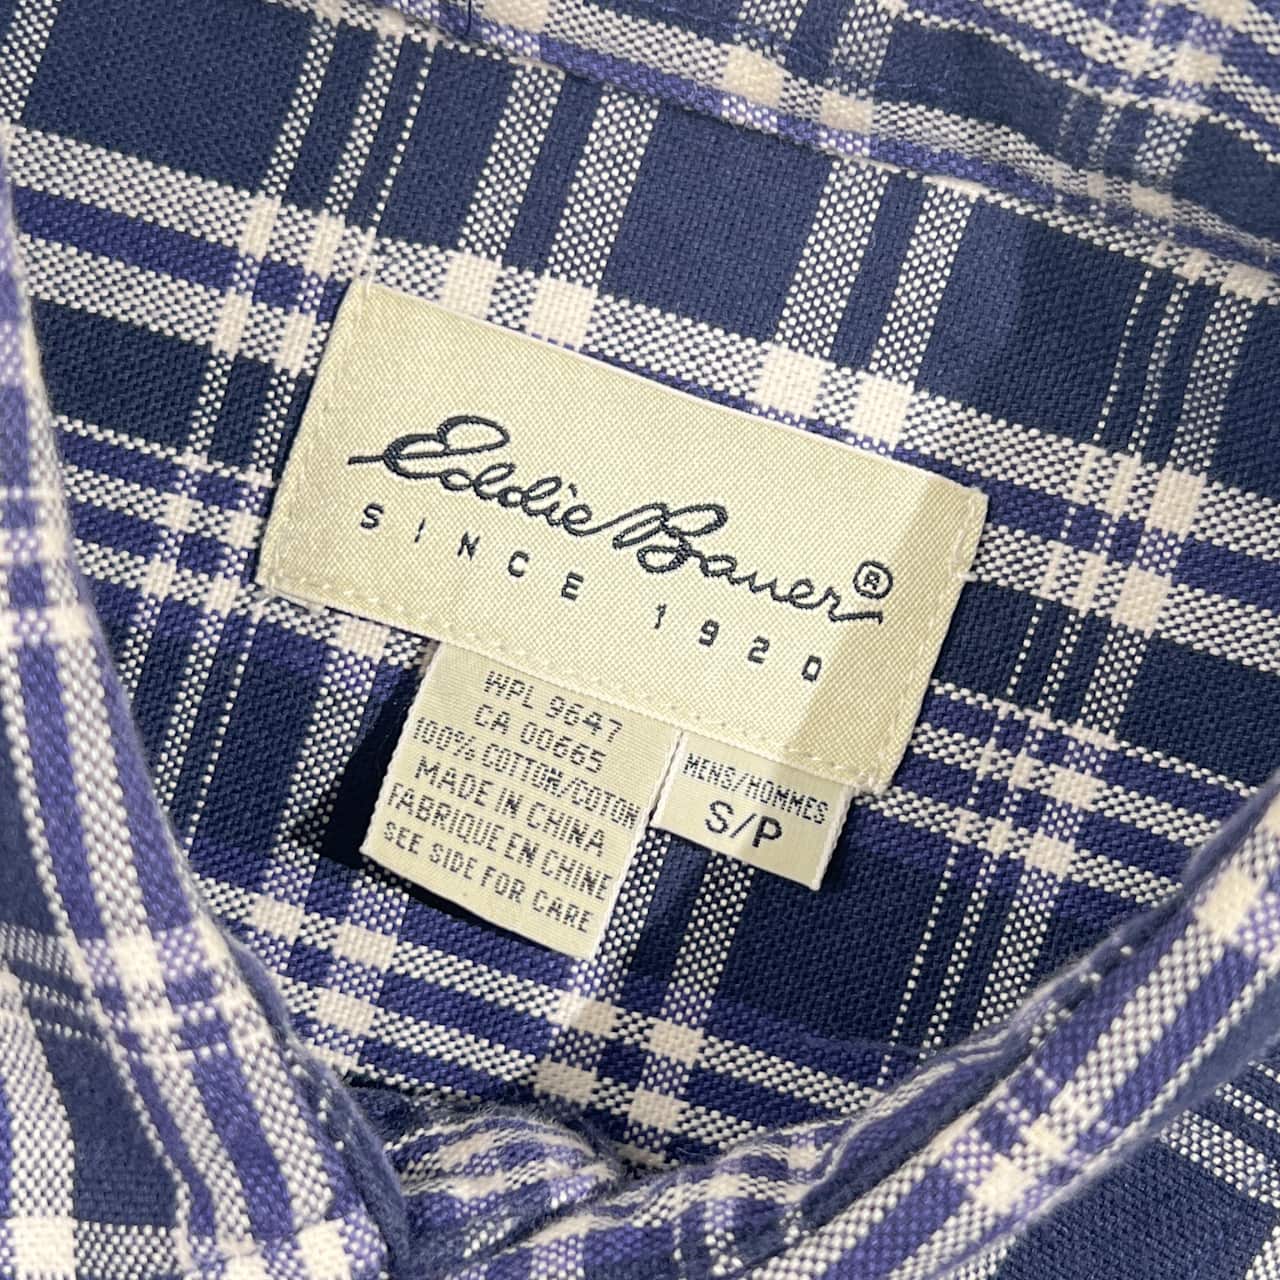 Eddie Bauer®
SINCE 1920
WPL 9647
CA 00665
100% COTTON/COTON
MADE IN CHINA
FABRIQUE EN CHINE
SEE SIDE FOR CARE
MENS/HOMMES
S/P